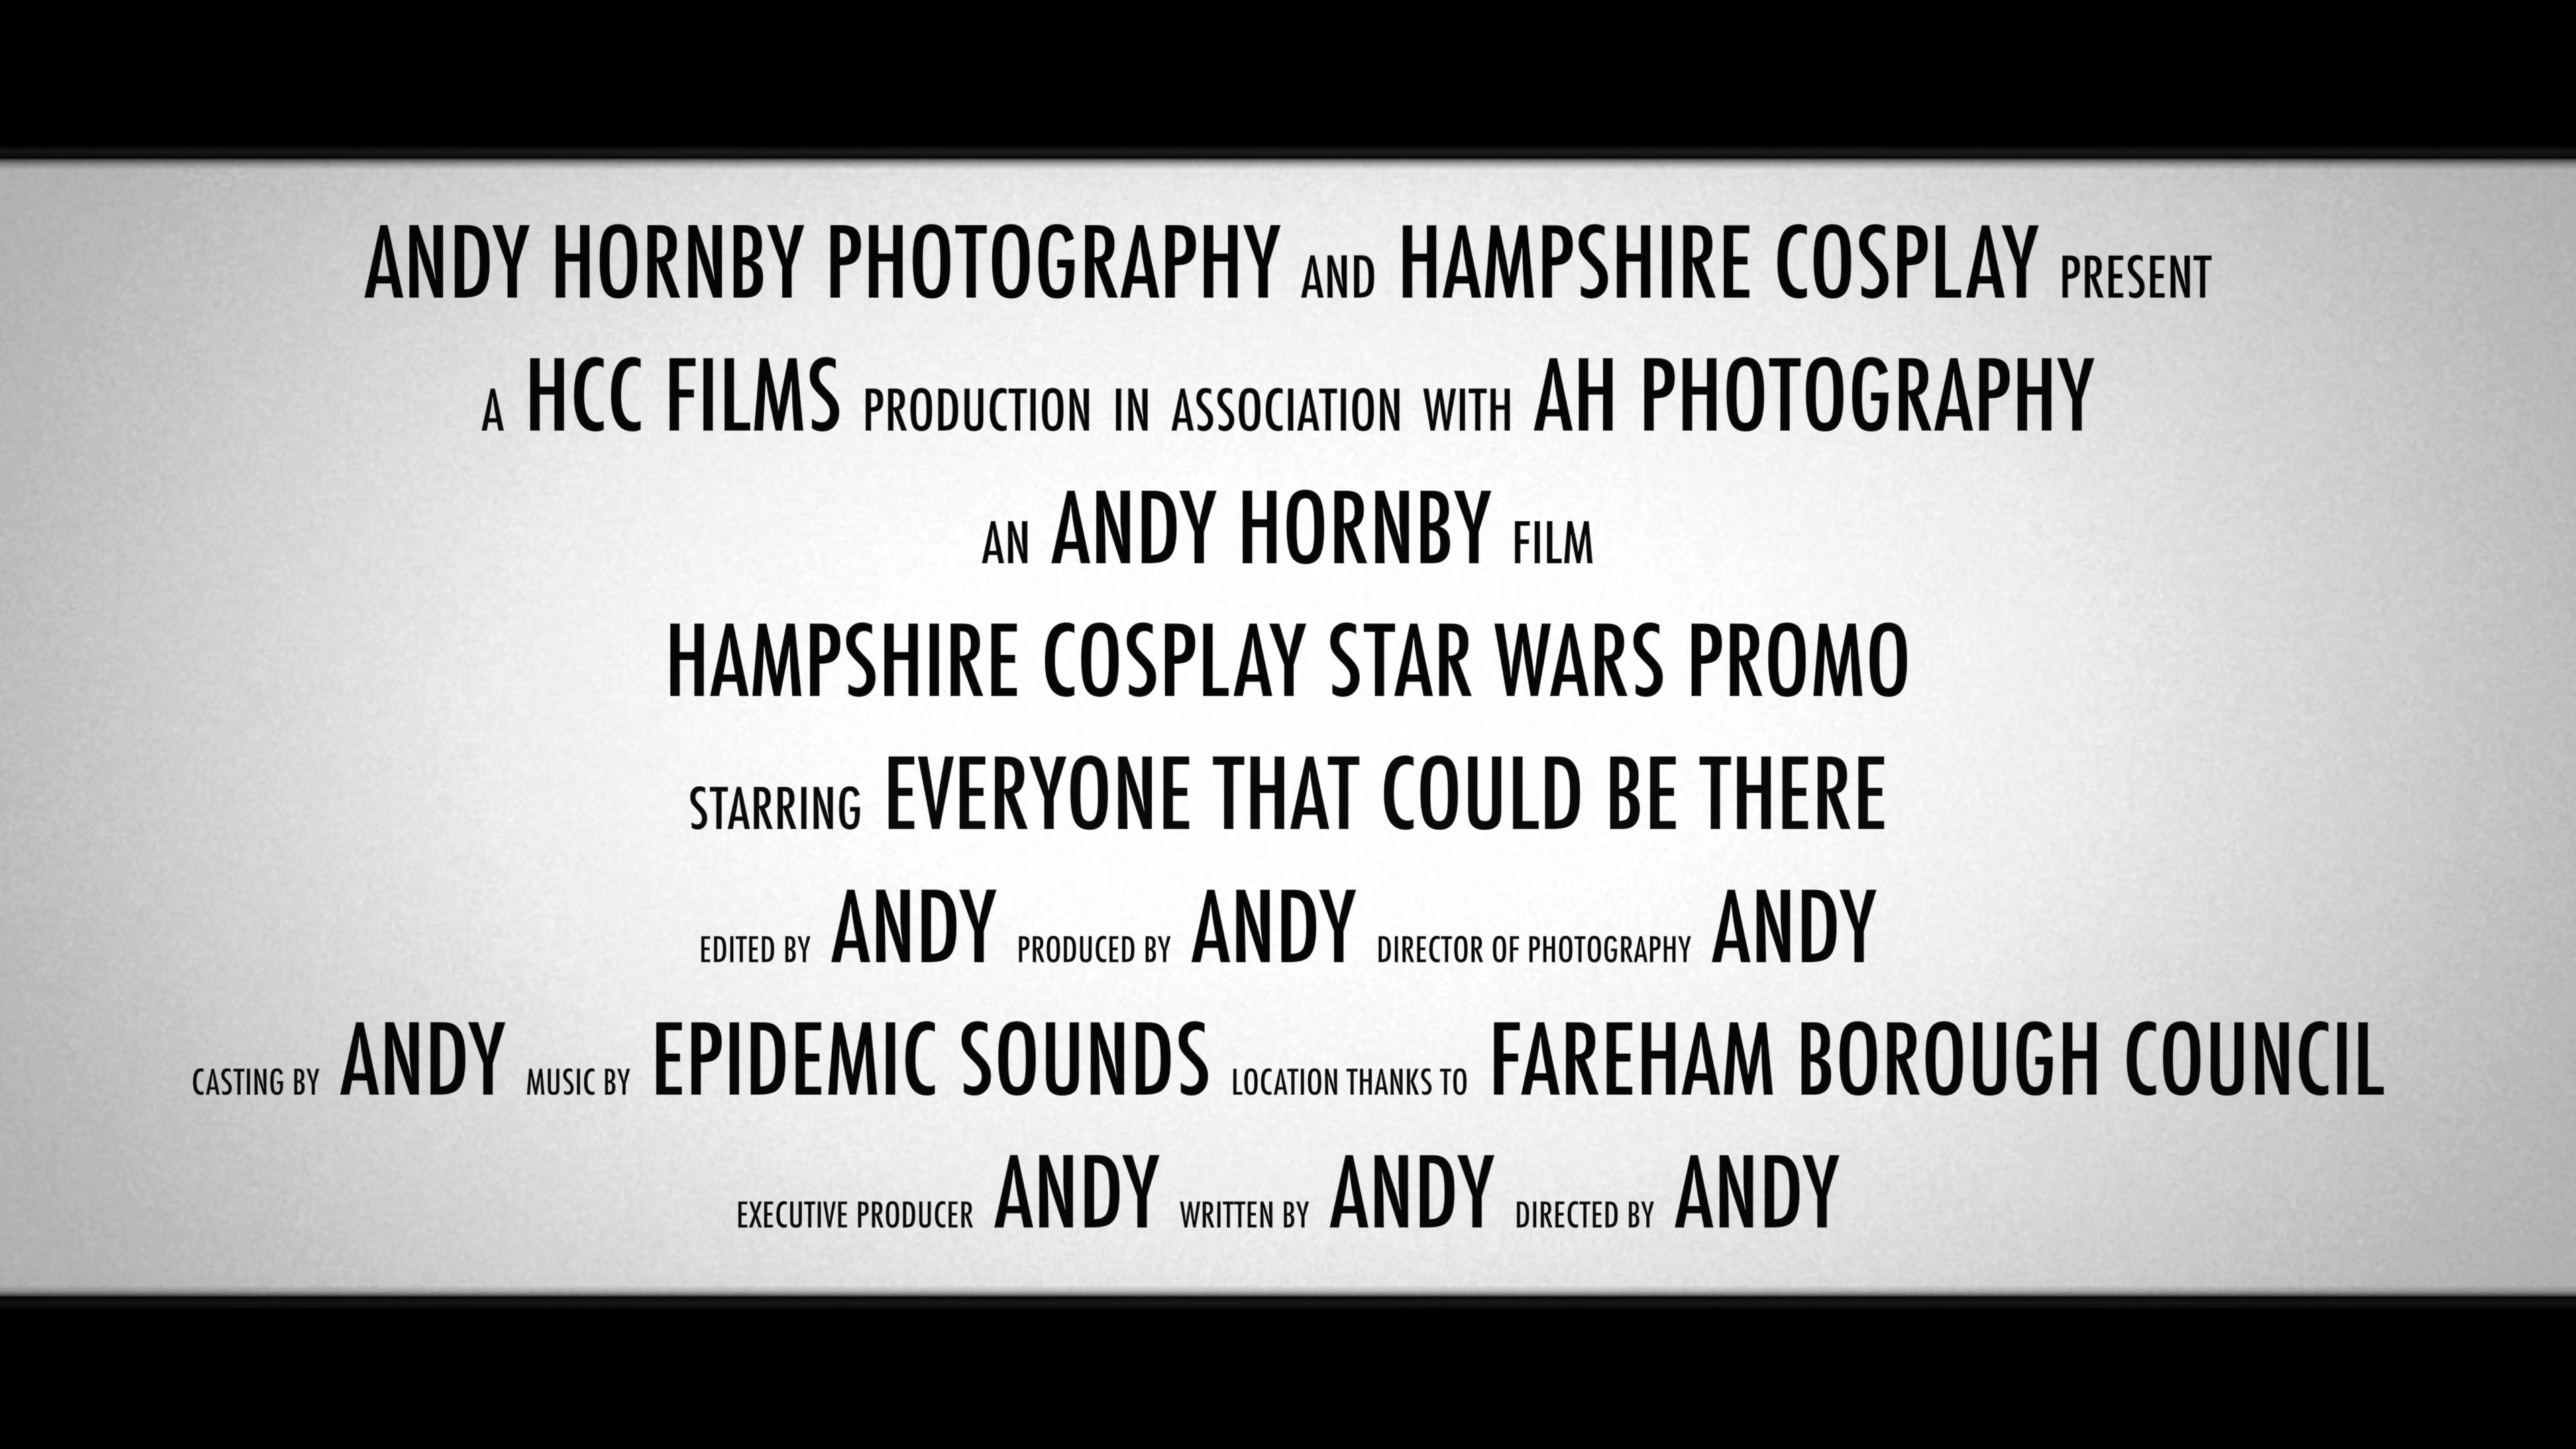 ANDY HORNBY PHOTOGRAPHY AND HAMPSHIRE COSPLAY PRESENT
A HCC FILMS PRODUCTION IN ASSOCIATION WITH AH PHOTOGRAPHY
AN ANDY HORNBY FILM
HAMPSHIRE COSPLAY STAR WARS PROMO
STARRING EVERYONE THAT COULD BE THERE
EDITED BY ANDY PRODUCED BY ANDY DIRECTOR OF PHOTOGRAPHY ANDY
CASTING BY ANDY MUSIC BY EPIDEMIC SOUNDS LOCATION THANKS TO FAREHAM BOROUGH COUNCIL
EXECUTIVE PRODUCER ANDY WRITTEN BY ANDY DIRECTED BY ANDY